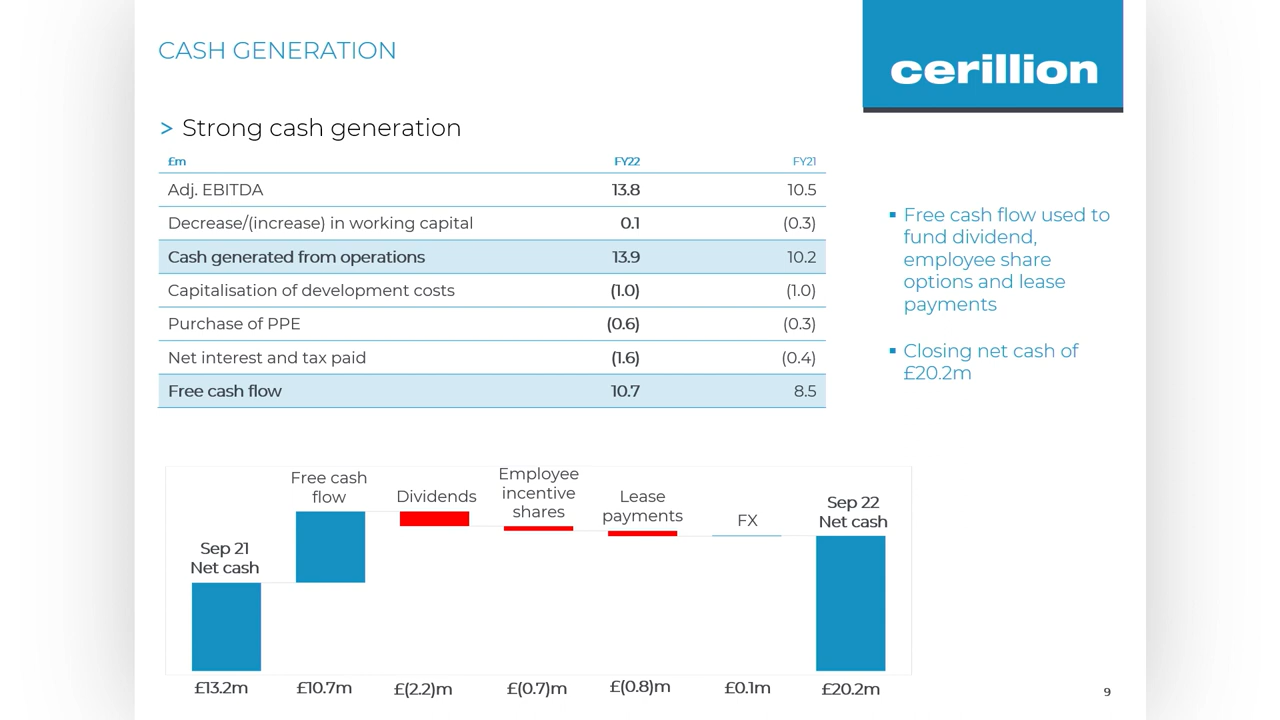 CASH GENERATION
cerillion
> Strong cash generation
£m FY22 FY21
Adj. EBITDA 13.8 10.5
Decrease/(increase) in working capital 0.1 (0.3)
Cash generated from operations 13.9 10.2
Capitalisation of development costs (1.0) (1.0)
Purchase of PPE (0.6) (0.3)
Net interest and tax paid (1.6) (0.4)
Free cash flow 10.7 8.5
▪ Free cash flow used to
fund dividend,
employee share
options and lease
payments
▪ Closing net cash of
£20.2m
Sep 21
Net cash
Free cash
flow
Dividends
Employee
incentive
shares
Lease
payments
FX
Sep 22
Net cash
£13.2m £10.7m £(2.2)m £(0.7)m £(0.8)m £0.1m £20.2m
9